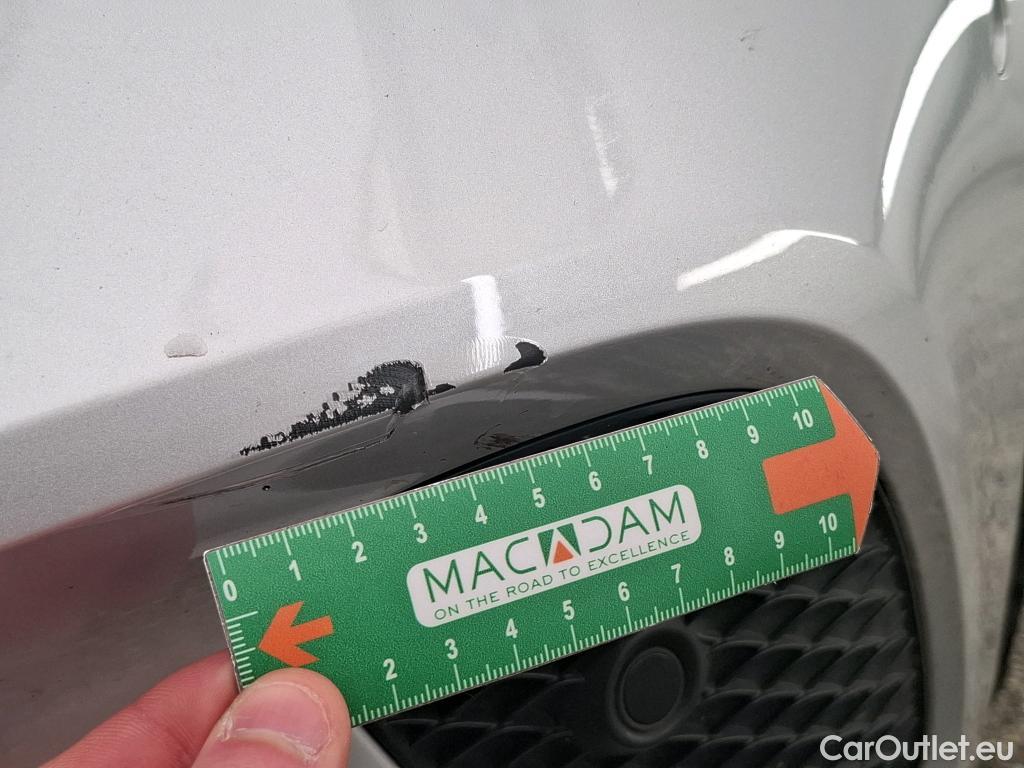 0 1 2 3 4 5 6 7 8 9 10
MACADAM
ON THE ROAD TO EXCELLENCE
2 3 4 5 6 7 8 9 10
CarOutlet.eu